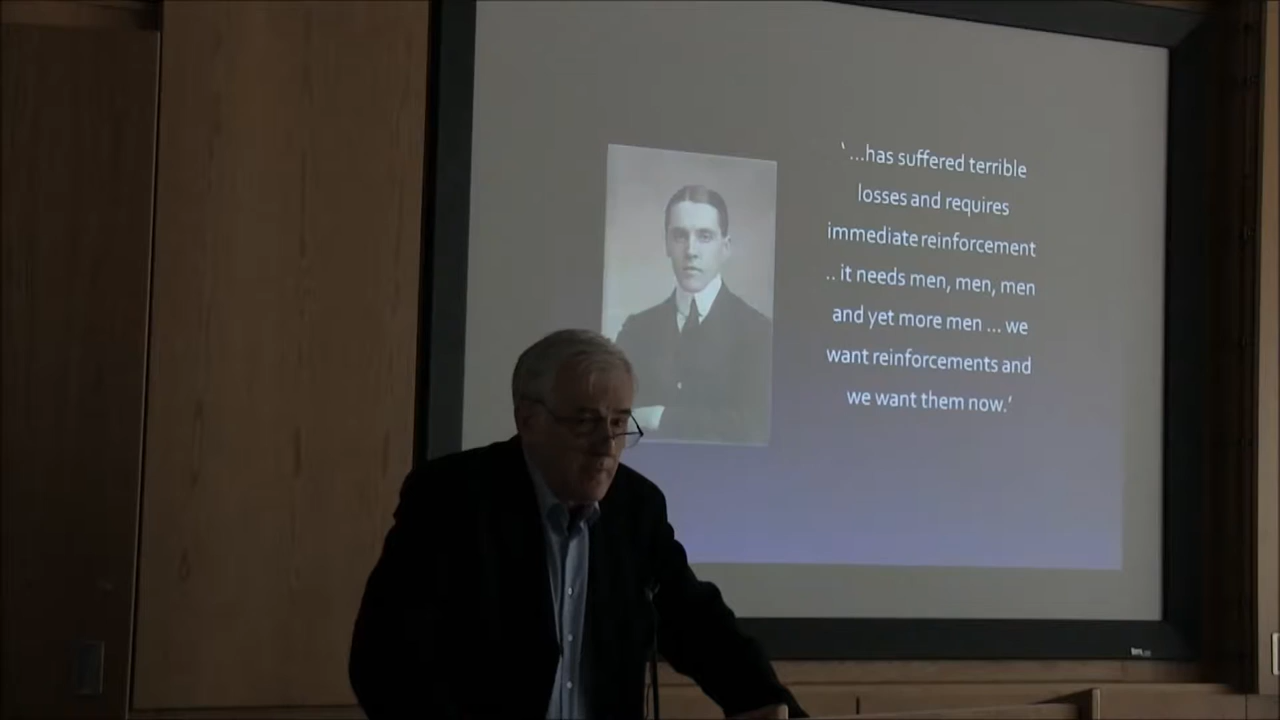 ‘ ...has suffered terrible
losses and requires
immediate reinforcement
.. it needs men, men, men
and yet more men ... we
want reinforcements and
we want them now.’